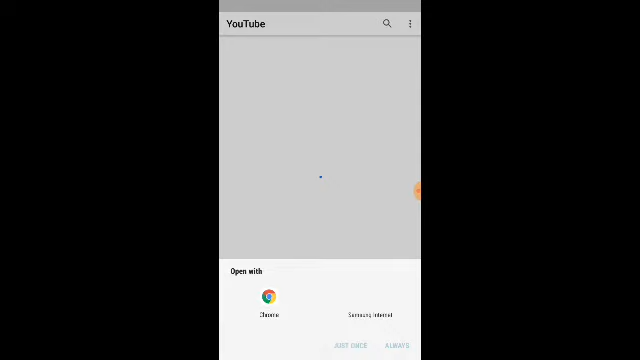 YouTube
Open with
Chrome
Samsung Internet
JUST ONCE
ALWAYS